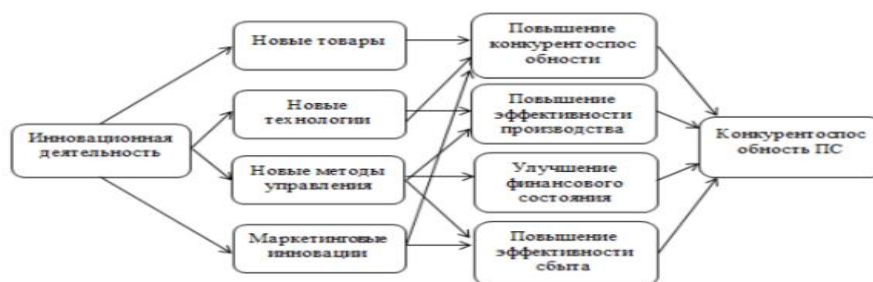 Инновационная
деятельность
Новые товары
Новые
технологии
Новые методы
управления
Маркетинговые
инновации
Повышение
конкурентоспос
обности
Повышение
эффективности
производства
Улучшение
финансового
состояния
Повышение
эффективности
сбыта
Конкурентоспос
обность ПС